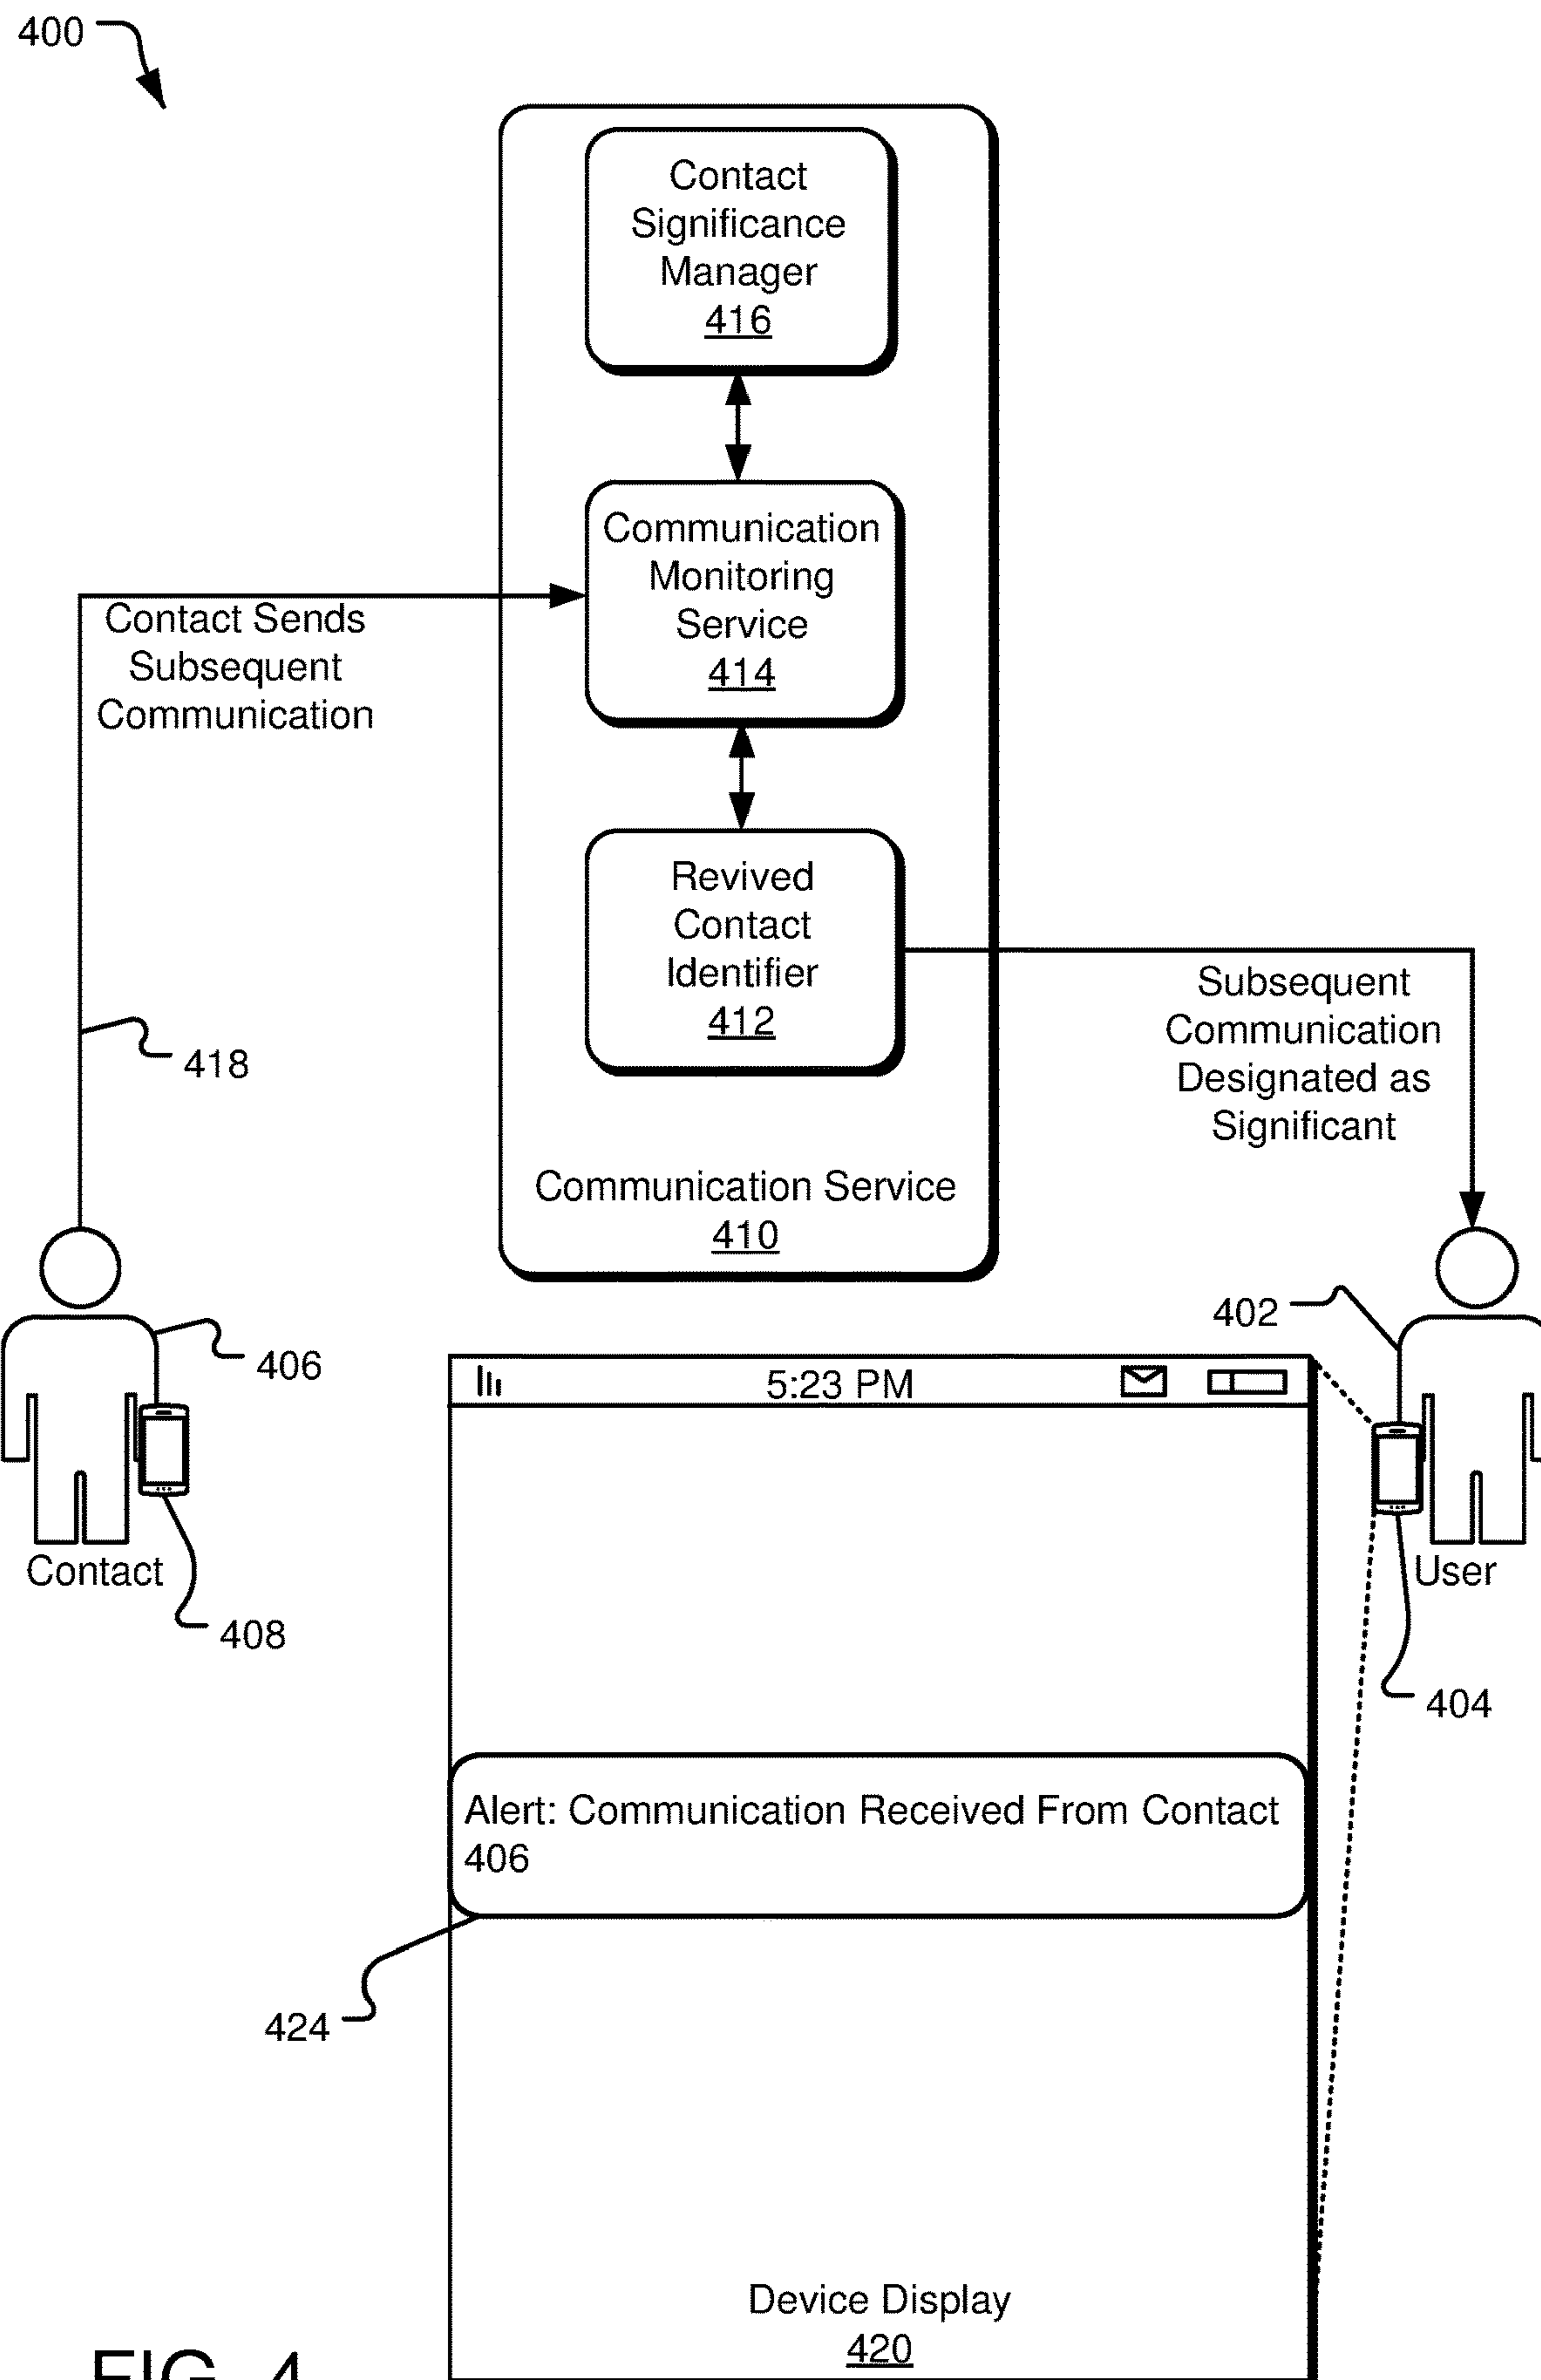 400
Contact
Significance
Manager
416
Communication
Monitoring
Service
414
Contact Sends
Subsequent
Communication
Revived
Contact
Identifier
412
Subsequent
Communication
Designated as
Significant
418
Communication Service
410
402
406
5:23 PM
Contact
User
408
404
Alert: Communication Received From Contact
406
424
Device Display
420
FIG. 4